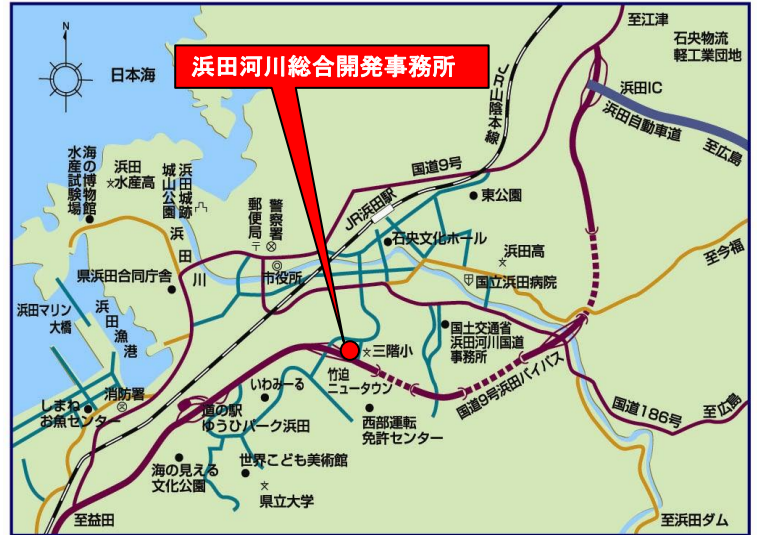 至江津
石央物流
軽工業団地
N
日本海
浜田河川総合開発事務所
JR山陰本線
浜田IC
浜田自動車道
至広島
国道9号
海の博物館
水産試験場
浜田
水産高
浜田城跡
城山公園
警察署
郵便局
〒
JR浜田駅
東公園
石央文化ホール
浜田高
至今福
浜田川
市役所
国立浜田病院
県浜田合同庁舎
浜田マリン
大橋
浜田漁港
国土交通省
浜田河川国道
事務所
三階小
竹迫
ニュータウン
国道9号浜田バイパス
消防署
いわみーる
しまね
お魚センター
道の駅
ゆうひパーク浜田
西部運転
免許センター
国道186号
至広島
海の見える
文化公園
世界こども美術館
県立大学
至益田
至浜田ダム